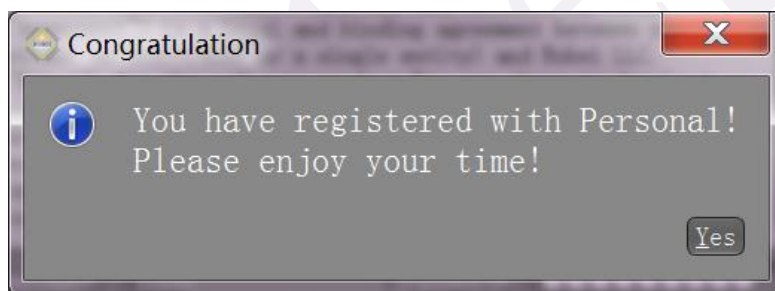 Congratulation
You have registered with Personal!
Please enjoy your time!
Yes